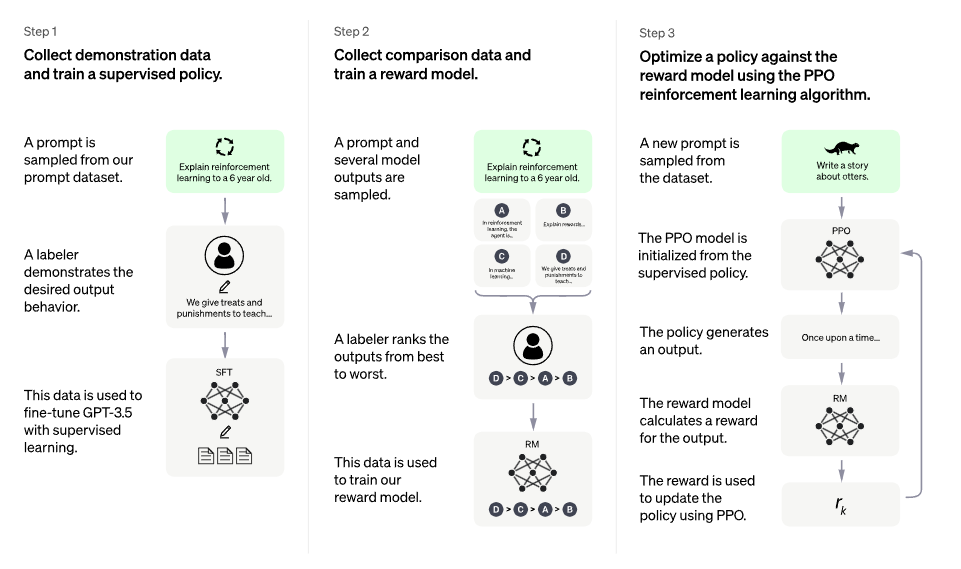 Step 1
Collect demonstration data
and train a supervised policy.
A prompt is
sampled from our
prompt dataset.
Explain reinforcement
learning to a 6 year old.
A labeler
demonstrates the
desired output
behavior.
We give treats and
punishments to teach...
This data is used to
fine-tune GPT-3.5
with supervised
learning.
SFT
Step 2
Collect comparison data and
train a reward model.
A prompt and
several model
outputs are
sampled.
Explain reinforcement
learning to a 6 year old.
A
In reinforcement
learning, the
agent is...
B
Explain rewards...
C
In machine
learning...
D
We give treats and
punishments to
teach...
A labeler ranks the
outputs from best
to worst.
D > C > A > B
This data is used
to train our
reward model.
RM
D > C > A > B
Step 3
Optimize a policy against the
reward model using the PPO
reinforcement learning algorithm.
A new prompt is
sampled from
the dataset.
Write a story
about otters.
The PPO model is
initialized from the
supervised policy.
PPO
The policy generates
an output.
Once upon a time...
The reward model
calculates a reward
for the output.
RM
The reward is used
to update the
policy using PPO.
rk